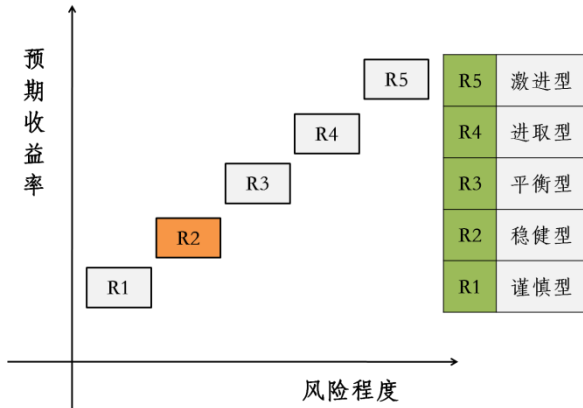 预期收益率
R5
R4
R3
R2
R1
风险程度
R5 激进型
R4 进取型
R3 平衡型
R2 稳健型
R1 谨慎型